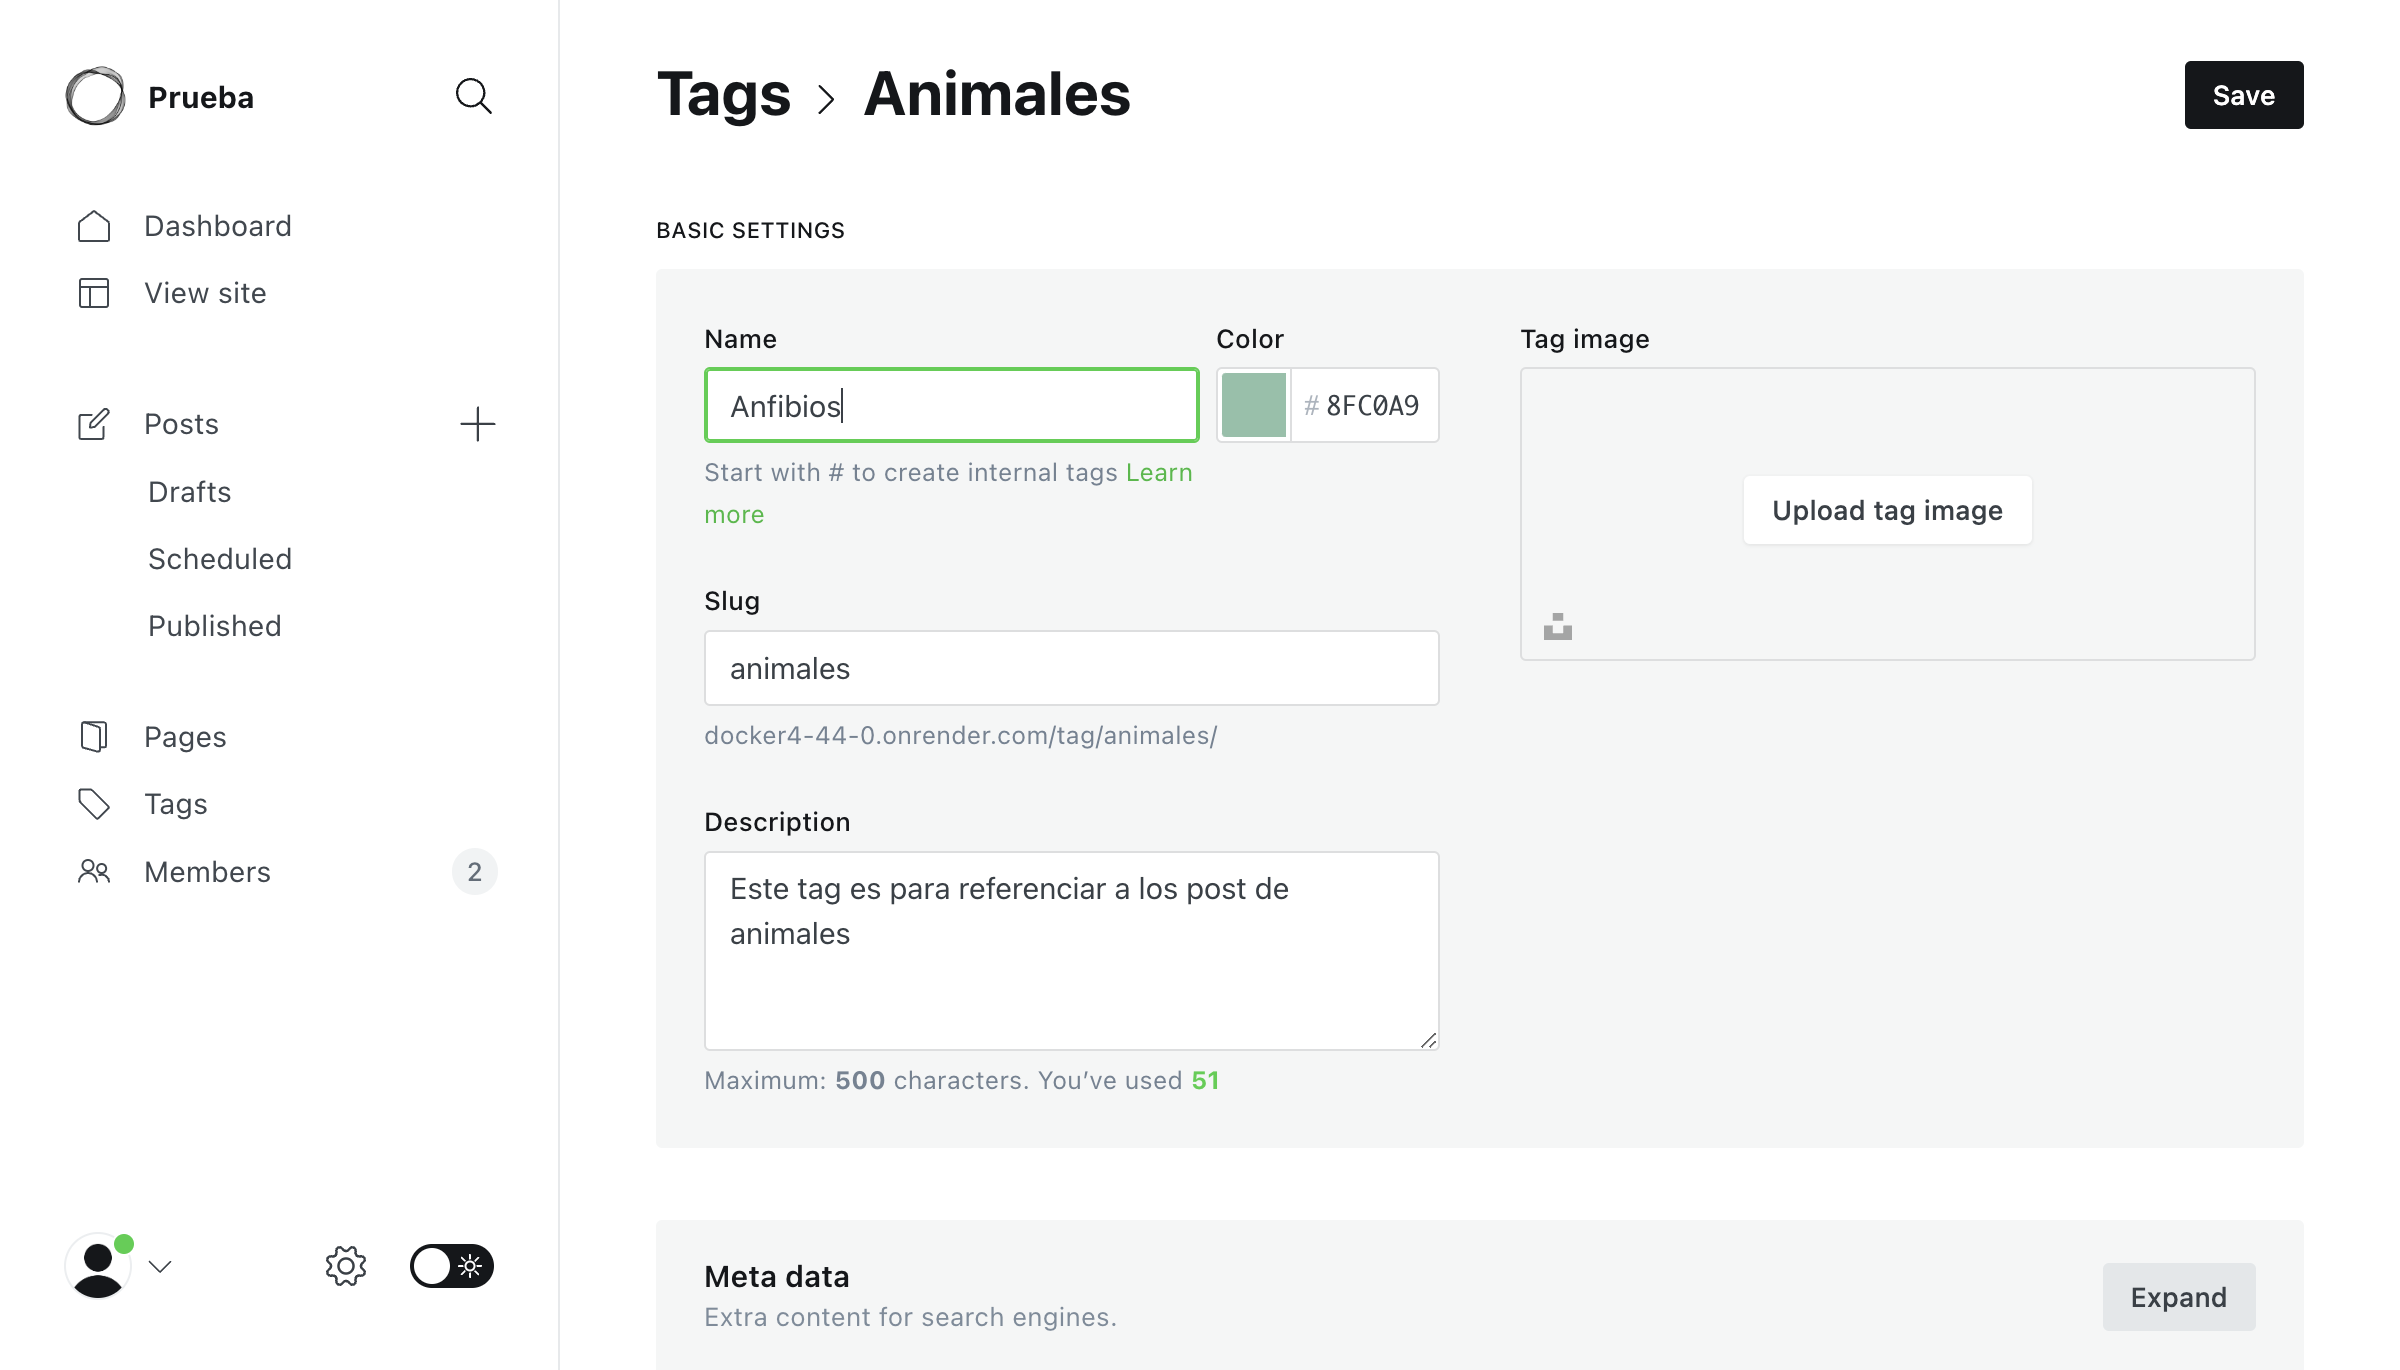 Prueba
Dashboard
View site
Posts
Drafts
Scheduled
Published
Pages
Tags
Members
2
Tags > Animales
Save
BASIC SETTINGS
Name
Anfibios
Start with # to create internal tags Learn
more
Color
# 8FC0A9
Slug
animales
docker4-44-0.onrender.com/tag/animales/
Description
Este tag es para referenciar a los post de
animales
Maximum: 500 characters. You’ve used 51
Tag image
Upload tag image
Meta data
Extra content for search engines.
Expand